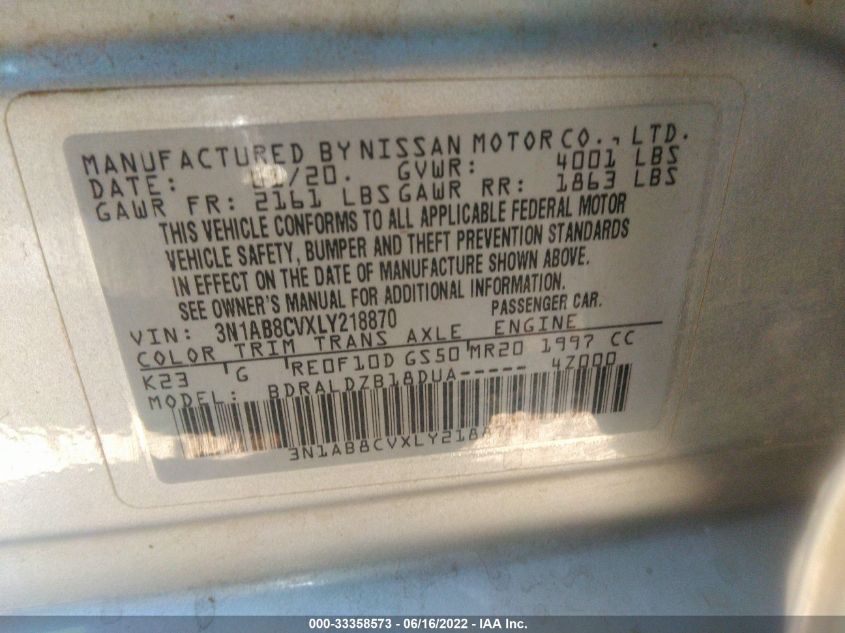 MANUFACTURED BY NISSAN MOTOR CO., LTD.
DATE: /20. GVWR: 4001 LBS
GAWR FR: 2161 LBS GAWR RR: 1863 LBS
THIS VEHICLE CONFORMS TO ALL APPLICABLE FEDERAL MOTOR
VEHICLE SAFETY, BUMPER AND THEFT PREVENTION STANDARDS
IN EFFECT ON THE DATE OF MANUFACTURE SHOWN ABOVE.
SEE OWNER'S MANUAL FOR ADDITIONAL INFORMATION.
VIN: 3N1AB8CVXLY218870 PASSENGER CAR.
COLOR TRIM TRANS AXLE ENGINE
K23 G RE0F10D GS50 MR20 1997 CC
MODEL: BDRALDZB18DUA----- 4Z000
3N1AB8CVXLY218
000-33358573 - 06/16/2022 - IAA Inc.